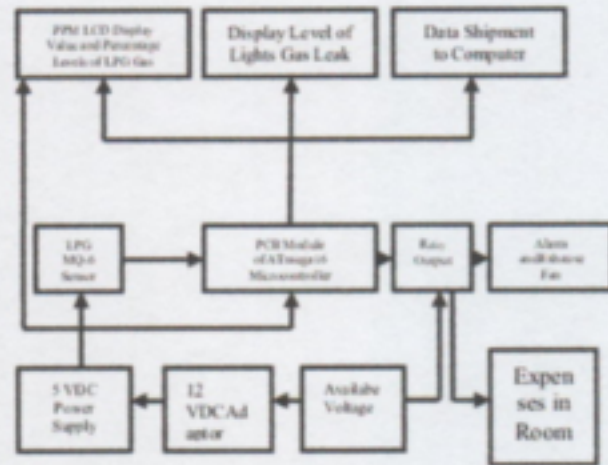 PPM LCD Display
Value and Percentage
Levels of LPG Gas
Display Level of
Lights Gas Leak
Data Shipment
to Computer
LPG
MQ-6
Sensor
PCB Module
of ATmega16
Microcontroller
Output
Alarm
Fan
5 VDC
Power
Supply
12
VDCAd
aptor
Availabe
Voltage
Expen
ses in
Room